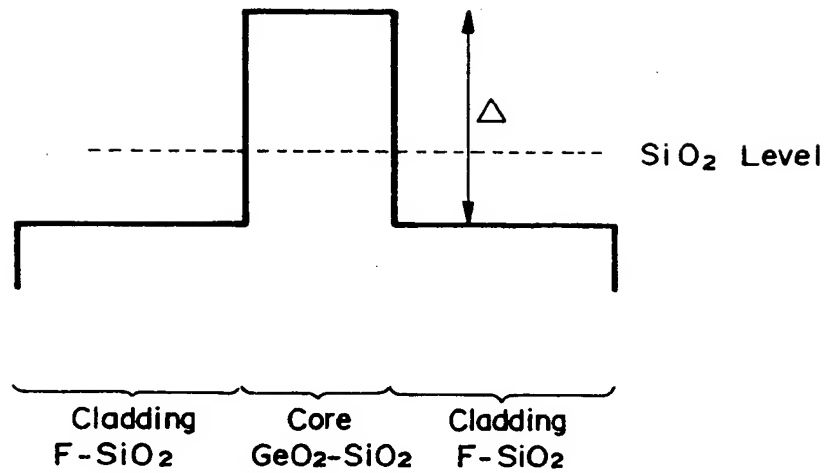 △
SiO₂ Level
Cladding Core Cladding
F-SiO₂ GeO₂-SiO₂ F-SiO₂